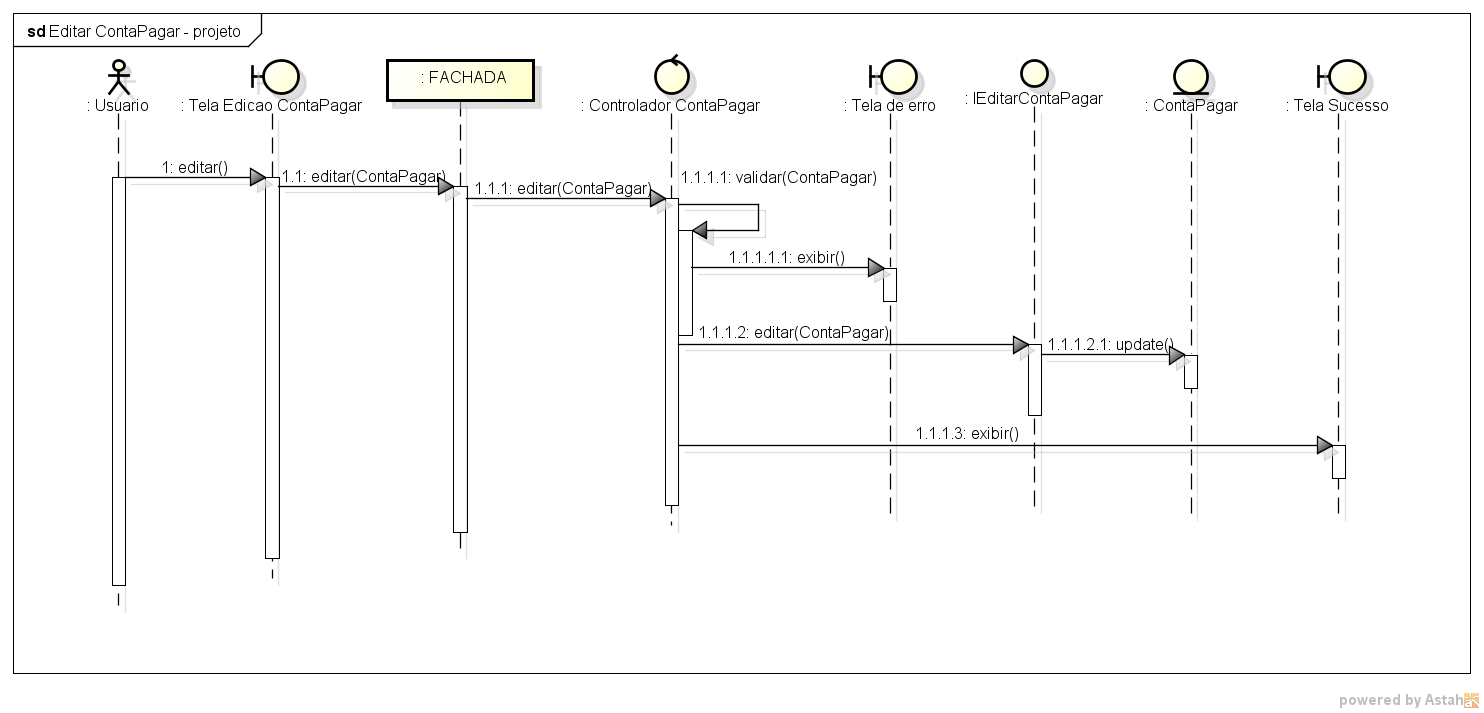 sd Editar ContaPagar - projeto
: Usuario
: Tela Edicao ContaPagar
: FACHADA
: Controlador ContaPagar
: Tela de erro
: IEditarContaPagar
: ContaPagar
: Tela Sucesso
1: editar()
1.1: editar(ContaPagar)
1.1.1: editar(ContaPagar)
1.1.1.1: validar(ContaPagar)
1.1.1.1.1: exibir()
1.1.1.2: editar(ContaPagar)
1.1.1.2.1: update()
1.1.1.3: exibir()
powered by Astah